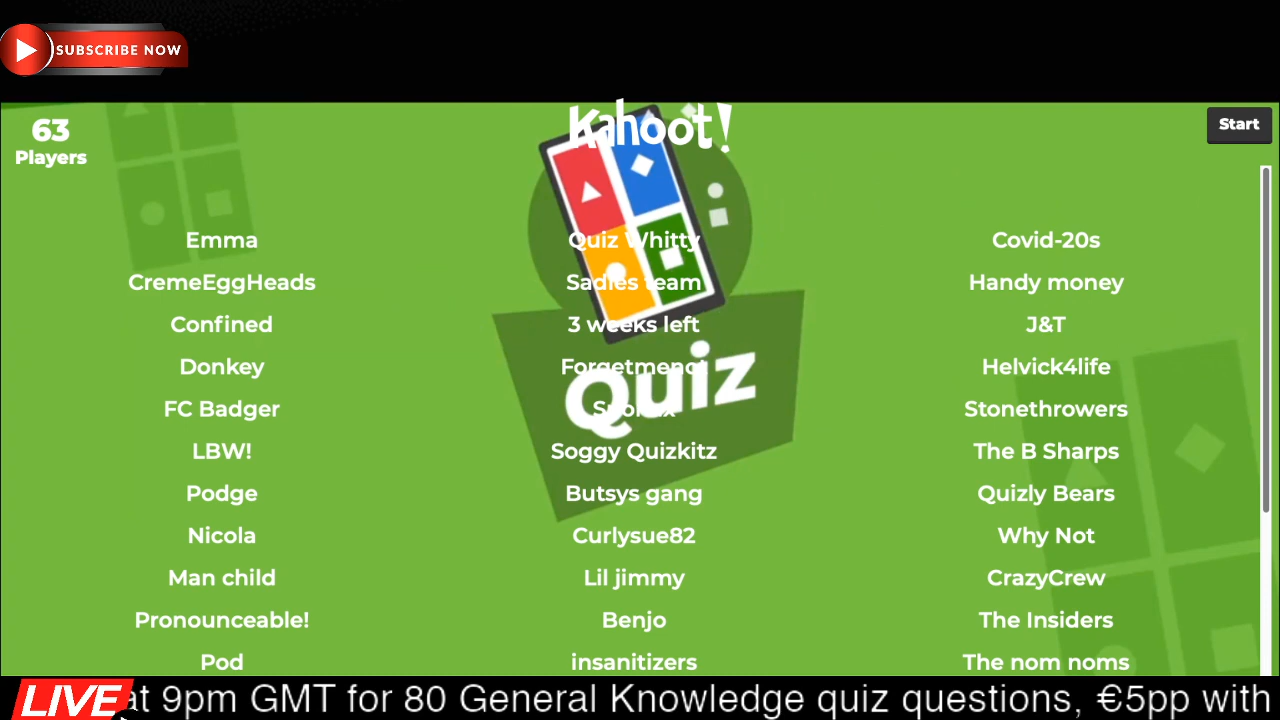 SUBSCRIBE NOW
Kahoot!
63
Players
Start
Emma
Quiz Whitty
Covid-20s
CremeEggHeads
Sadies team
Handy money
Confined
3 weeks left
J&T
Donkey
Forgetmenot
Helvick4life
FC Badger
Stonethrowers
Quiz
LBW!
Soggy Quizkitz
The B Sharps
Podge
Butsys gang
Quizly Bears
Nicola
Curlysue82
Why Not
Man child
Lil jimmy
CrazyCrew
Pronounceable!
Benjo
The Insiders
Pod
insanitizers
The nom noms
LIVE
at 9pm GMT for 80 General Knowledge quiz questions, €5pp with